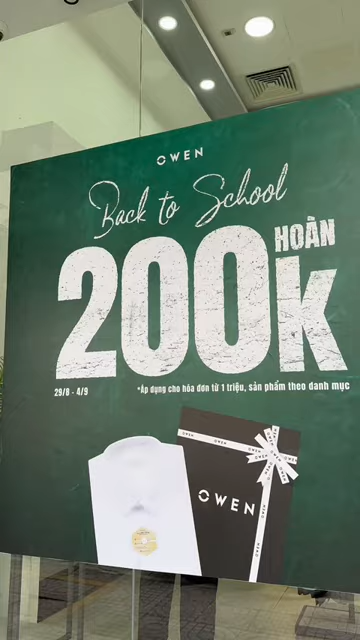 OWEN
Back to School
HOÀN
200k
29/8 - 4/9
*Áp dụng cho hóa đơn từ 1 triệu, sản phẩm theo danh mục
OWEN